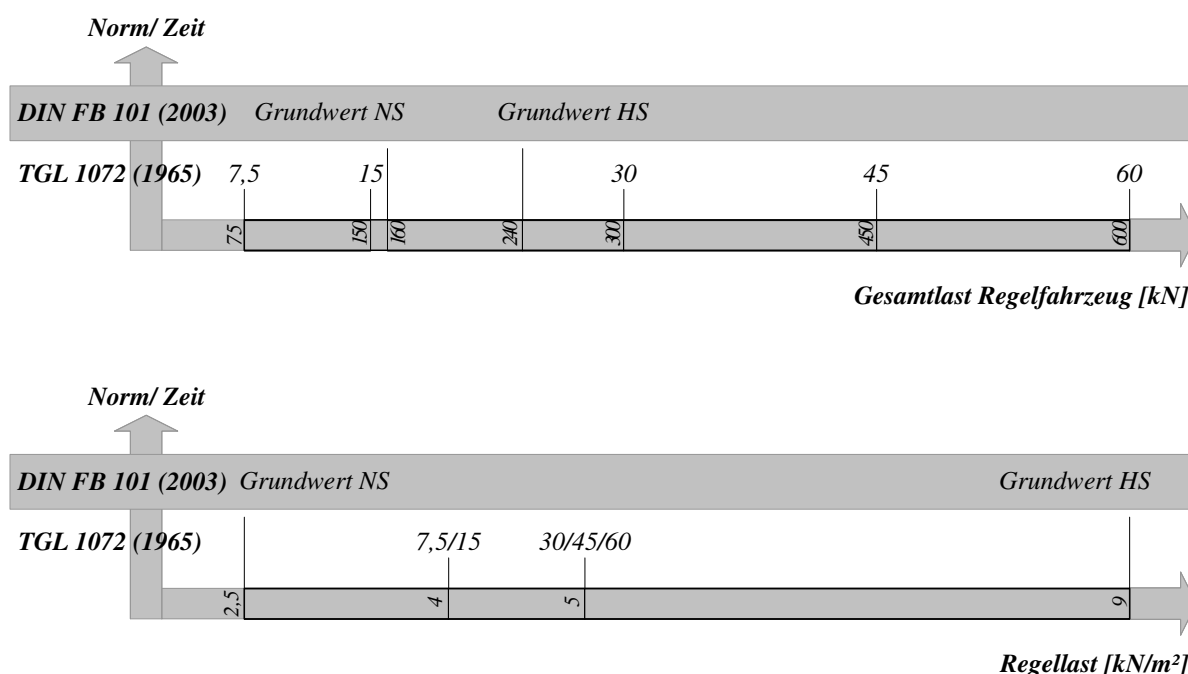 Norm/ Zeit
DIN FB 101 (2003) Grundwert NS Grundwert HS
TGL 1072 (1965) 7,5 15 30 45 60
75 150 160 240 300 450 600
Gesamtlast Regelfahrzeug [kN]
Norm/ Zeit
DIN FB 101 (2003) Grundwert NS Grundwert HS
TGL 1072 (1965) 7,5/15 30/45/60
2,5 4 5 9
Regellast [kN/m²]